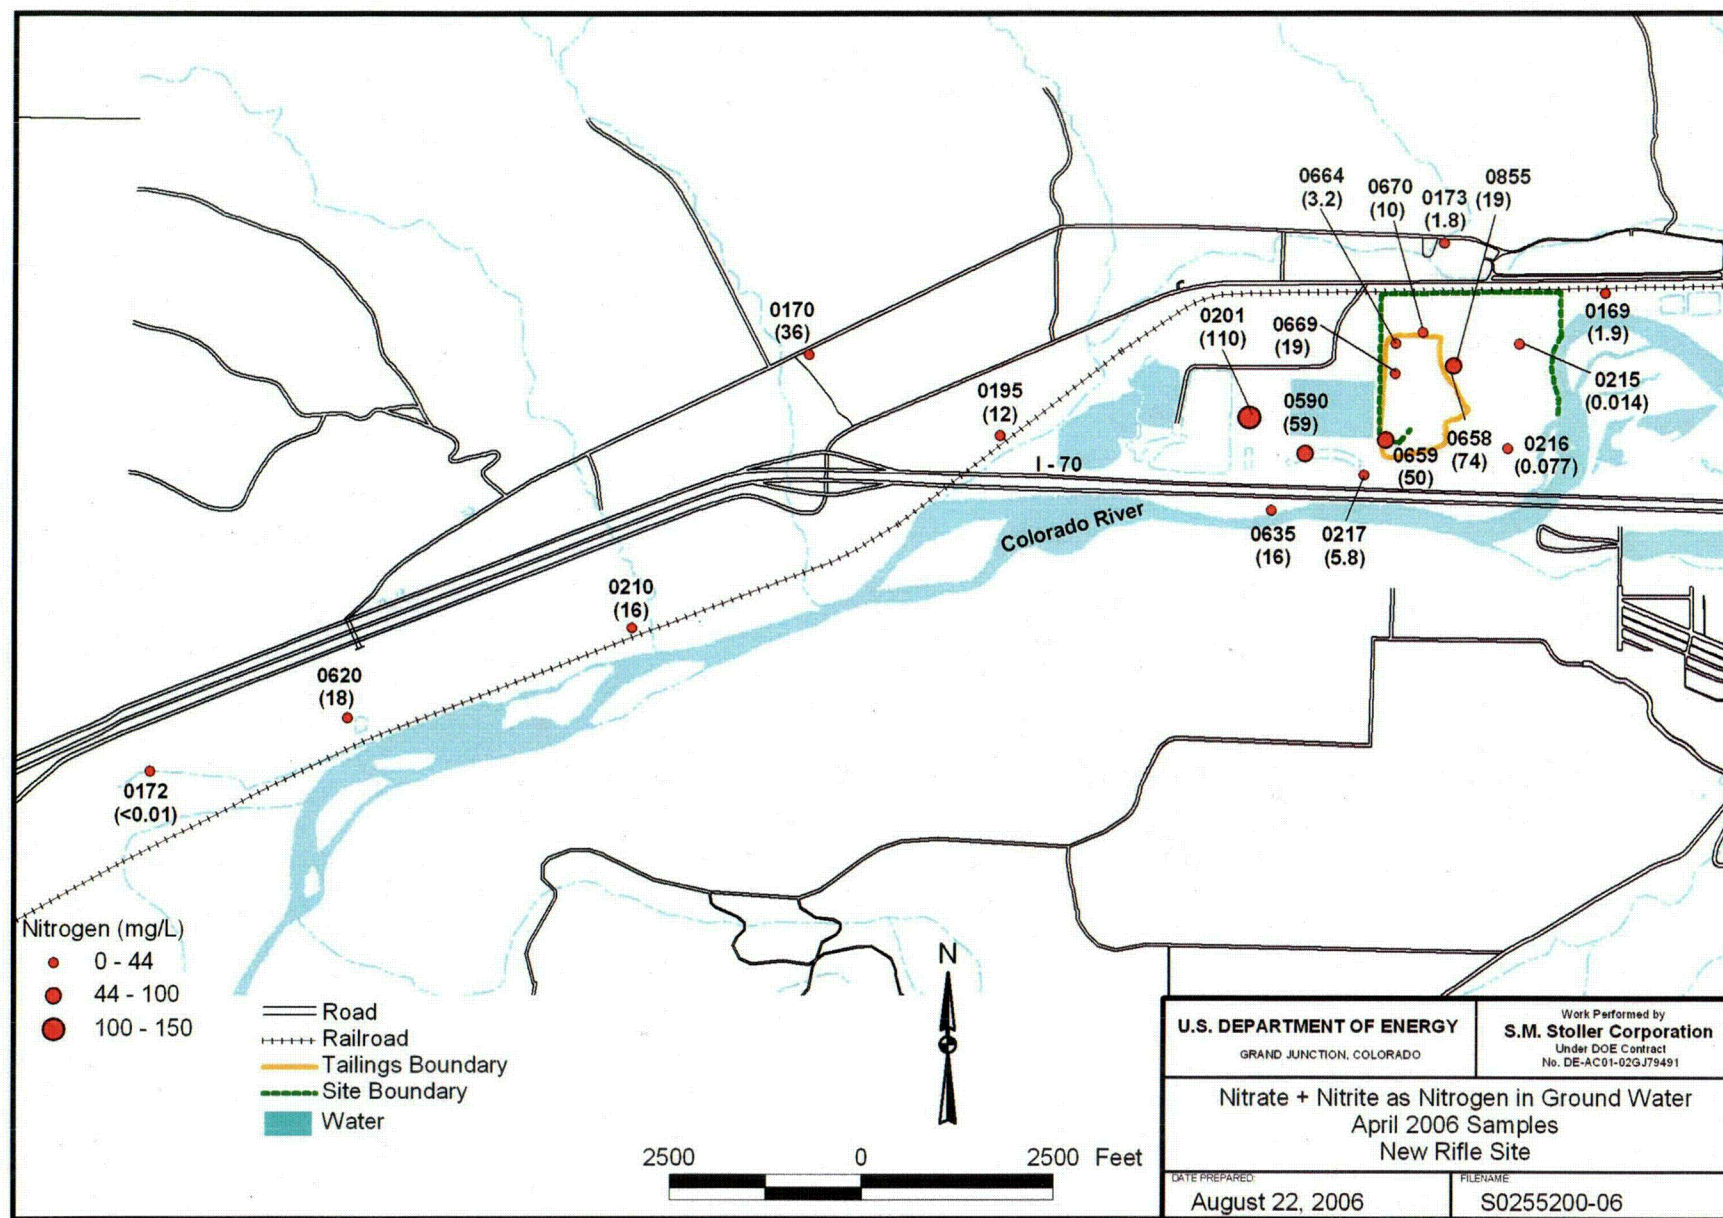 0664
(3.2)
0670
(10)
0173
(1.8)
0855
(19)
0170
(36)
0201
(110)
0669
(19)
0169
(1.9)
0215
(0.014)
0195
(12)
0590
(59)
0659
(50)
0658
(74)
0216
(0.077)
I - 70
Colorado River
0635
(16)
0217
(5.8)
0210
(16)
0620
(18)
0172
(<0.01)
Nitrogen (mg/L)
0 - 44
44 - 100
100 - 150
Road
Railroad
Tailings Boundary
Site Boundary
Water
N
2500 0 2500 Feet
U.S. DEPARTMENT OF ENERGY
GRAND JUNCTION, COLORADO
Work Performed by
S.M. Stoller Corporation
Under DOE Contract
No. DE-AC01-02GJ79491
Nitrate + Nitrite as Nitrogen in Ground Water
April 2006 Samples
New Rifle Site
DATE PREPARED:
August 22, 2006
FILENAME
S0255200-06